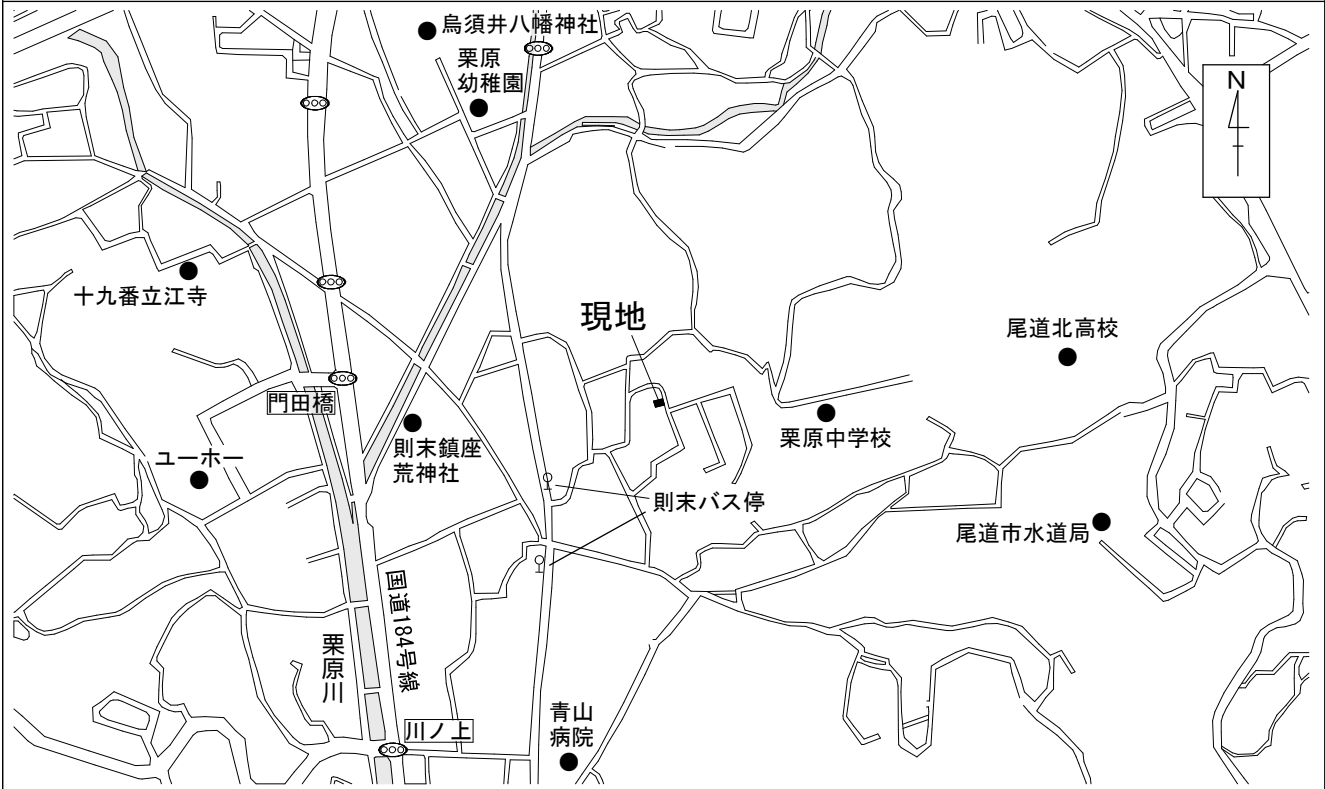 烏須井八幡神社
栗原
幼稚園
N
十九番立江寺
現地
尾道北高校
門田橋
則末鎮座
荒神社
栗原中学校
ユーホー
則末バス停
尾道市水道局
国道184号線
栗原川
青山
病院
川ノ上